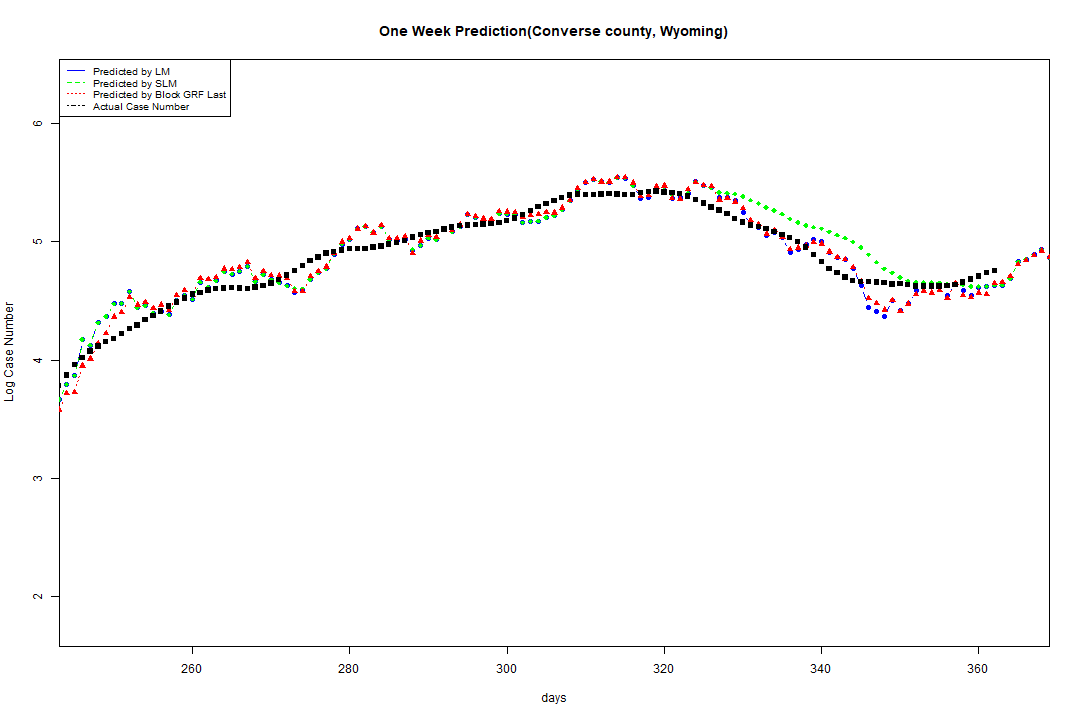 One Week Prediction(Converse county, Wyoming)
Predicted by LM
Predicted by SLM
Predicted by Block GRF Last
Actual Case Number
6
5
4
3
2
Log Case Number
260
280
300
320
340
360
days